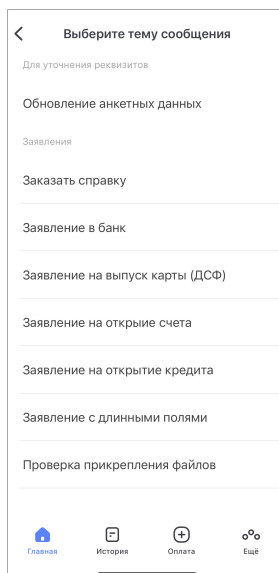 Выберите тему сообщения
Для уточнения реквизитов
Обновление анкетных данных
Заявления
Заказать справку
Заявление в банк
Заявление на выпуск карты (ДСФ)
Заявление на открыие счета
Заявление на открытие кредита
Заявление с длинными полями
Проверка прикрепления файлов
Главная История Оплата Ещё